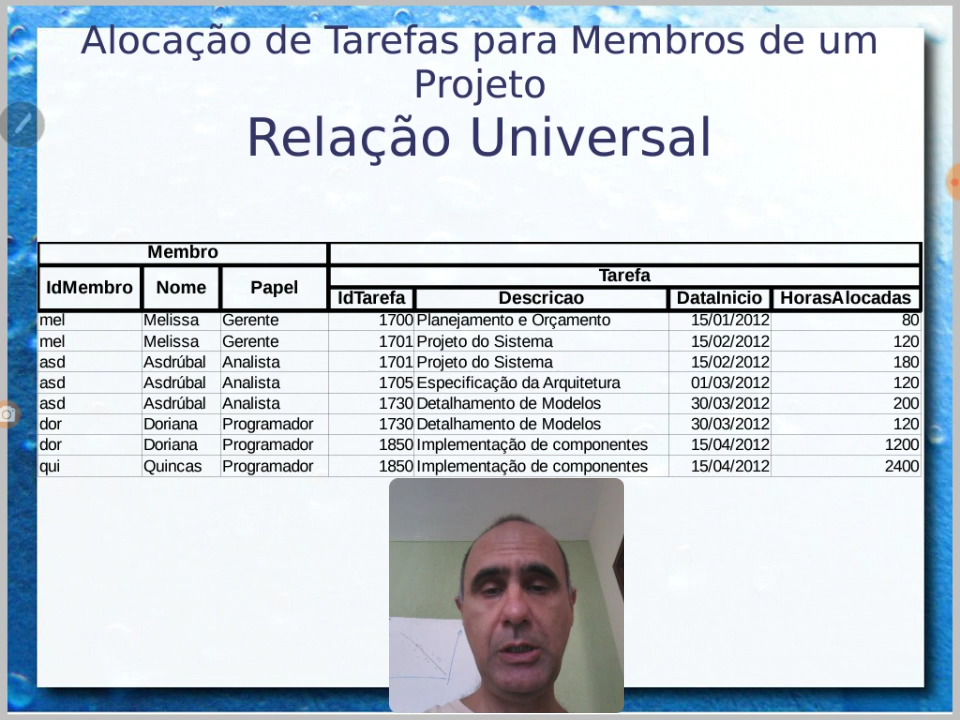 Alocação de Tarefas para Membros de um
Projeto
Relação Universal
Membro
Tarefa
IdMembro Nome Papel
IdTarefa Descricao DataInicio HorasAlocadas
mel Melissa Gerente 1700 Planejamento e Orçamento 15/01/2012 80
mel Melissa Gerente 1701 Projeto do Sistema 15/02/2012 120
asd Asdrúbal Analista 1701 Projeto do Sistema 15/02/2012 180
asd Asdrúbal Analista 1705 Especificação da Arquitetura 01/03/2012 120
asd Asdrúbal Analista 1730 Detalhamento de Modelos 30/03/2012 200
dor Doriana Programador 1730 Detalhamento de Modelos 30/03/2012 120
dor Doriana Programador 1850 Implementação de componentes 15/04/2012 1200
qui Quincas Programador 1850 Implementação de componentes 15/04/2012 2400